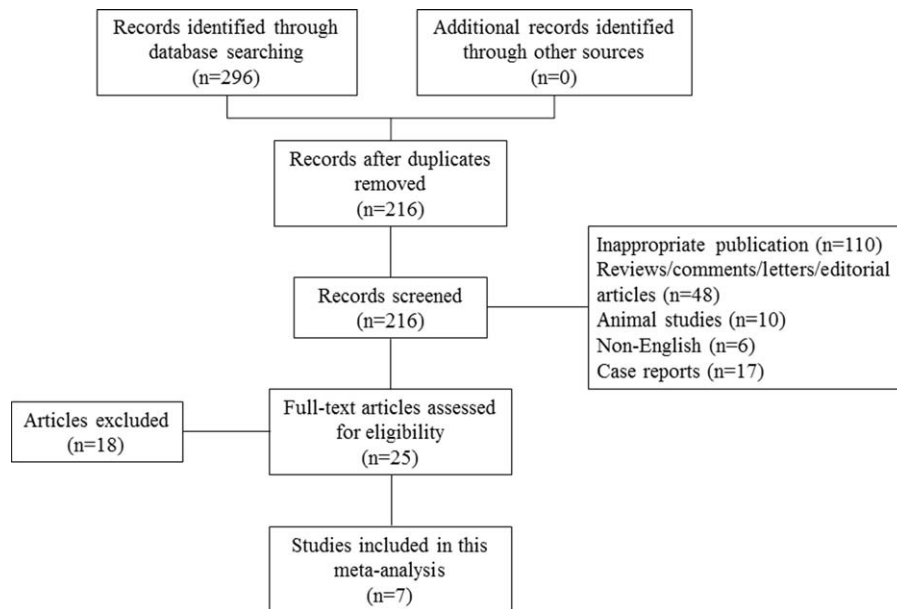 Records identified through
database searching
(n=296)
Additional records identified
through other sources
(n=0)
Records after duplicates
removed
(n=216)
Records screened
(n=216)
Inappropriate publication (n=110)
Reviews/comments/letters/editorial
articles (n=48)
Animal studies (n=10)
Non-English (n=6)
Case reports (n=17)
Full-text articles assessed
for eligibility
(n=25)
Articles excluded
(n=18)
Studies included in this
meta-analysis
(n=7)